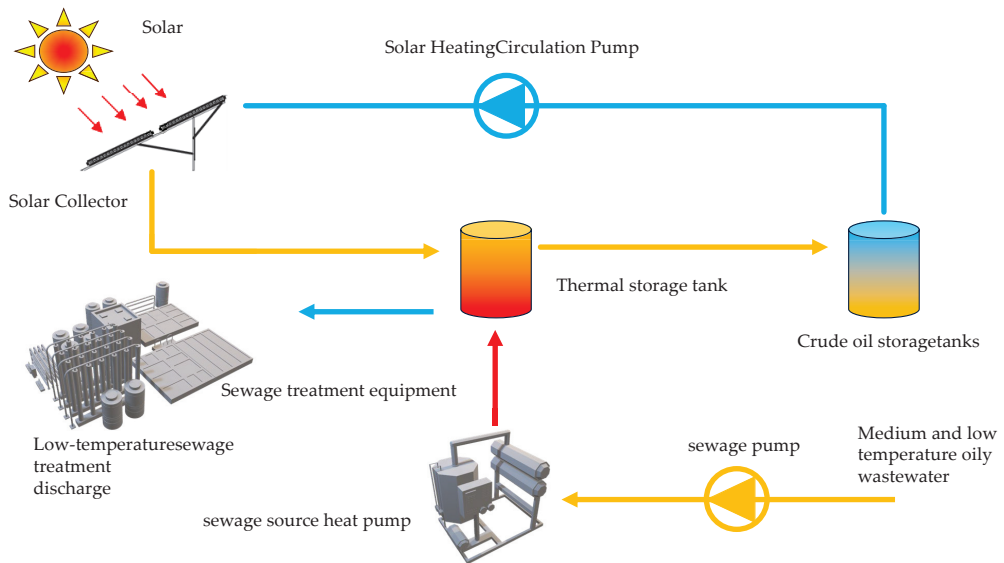 Solar
Solar HeatingCirculation Pump
Solar Collector
Thermal storage tank
Crude oil storagetanks
Sewage treatment equipment
Low-temperaturesewage
treatment
discharge
sewage pump
Medium and low
temperature oily
wastewater
sewage source heat pump